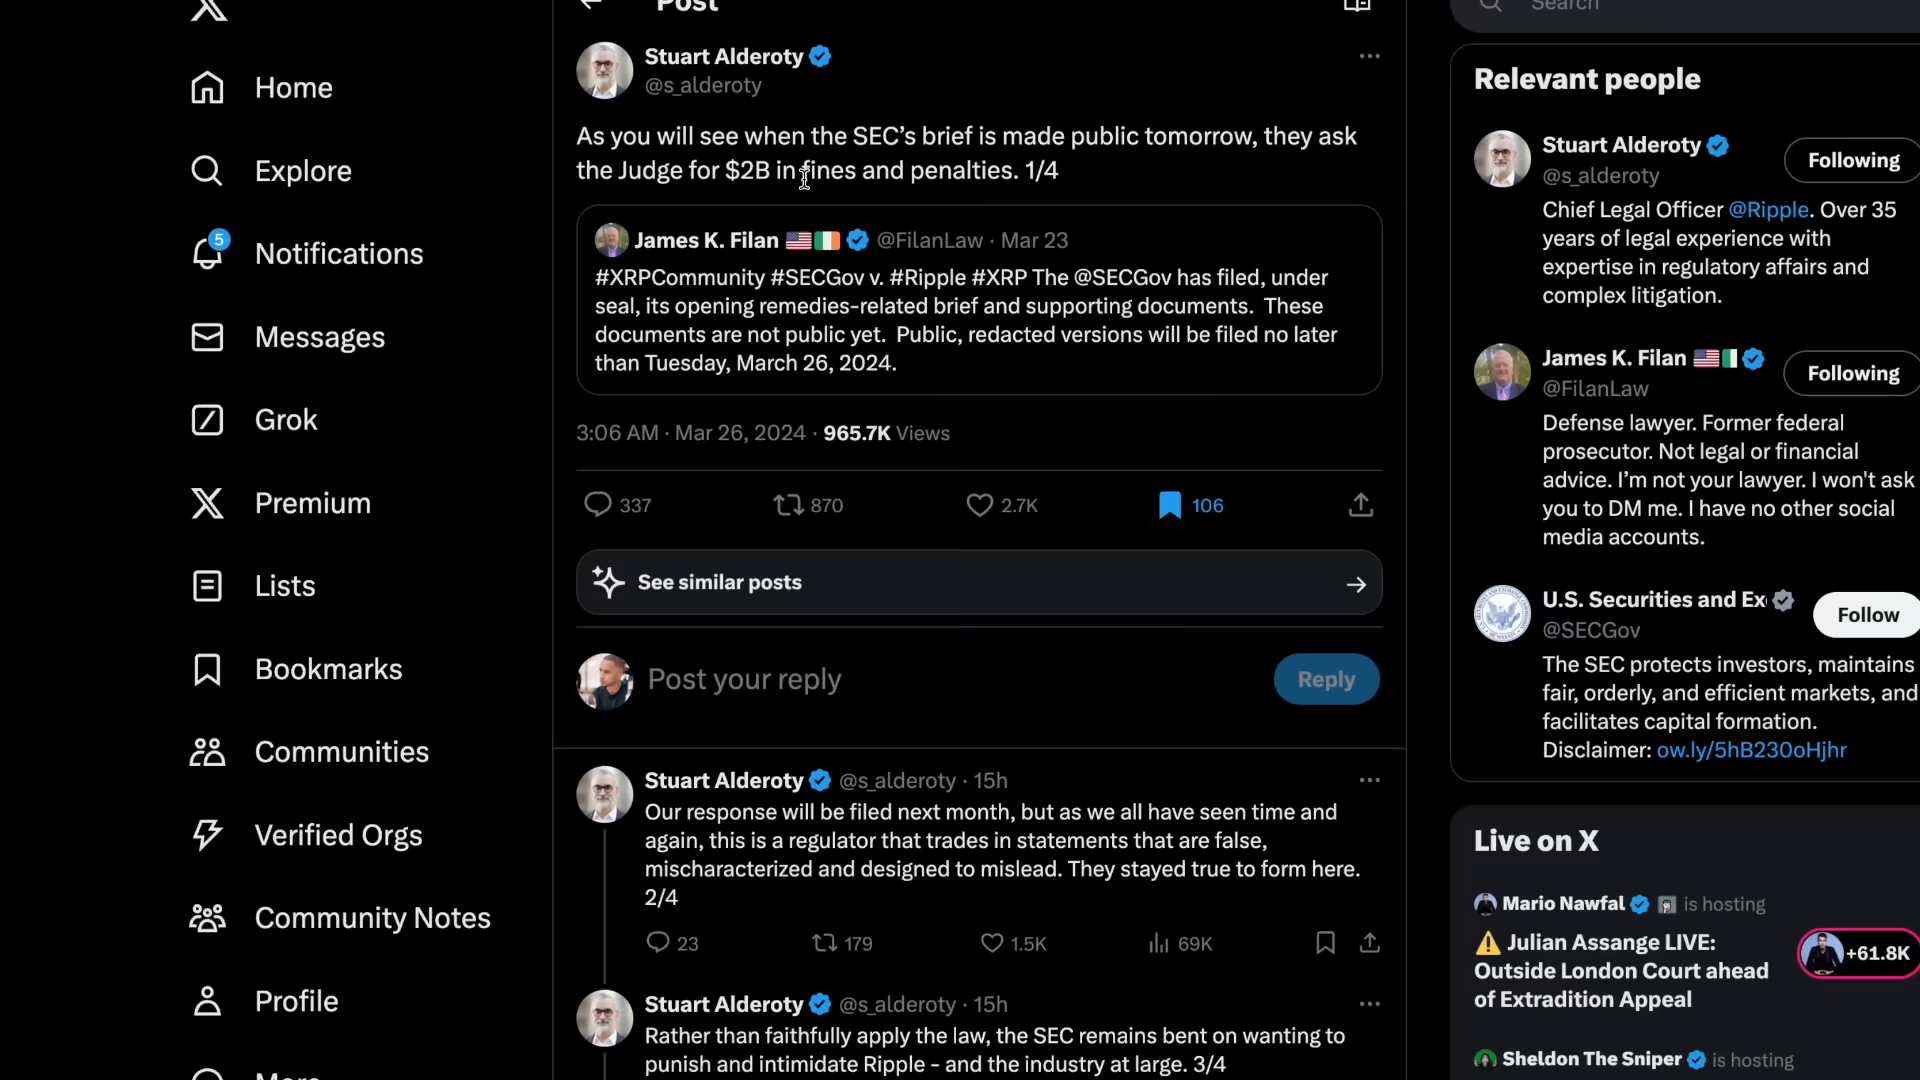 Home
Explore
5
Notifications
Messages
Grok
Premium
Lists
Bookmarks
Communities
Verified Orgs
Community Notes
Profile
More
Post
Stuart Alderoty
@s_alderoty
As you will see when the SEC’s brief is made public tomorrow, they ask
the Judge for $2B in fines and penalties. 1/4
James K. Filan 🇺🇸🇮🇪 @FilanLaw · Mar 23
#XRPCommunity #SECGov v. #Ripple #XRP The @SECGov has filed, under
seal, its opening remedies-related brief and supporting documents. These
documents are not public yet. Public, redacted versions will be filed no later
than Tuesday, March 26, 2024.
3:06 AM · Mar 26, 2024 · 965.7K Views
337 870 2.7K 106
See similar posts
Post your reply
Reply
Stuart Alderoty @s_alderoty · 15h
Our response will be filed next month, but as we all have seen time and
again, this is a regulator that trades in statements that are false,
mischaracterized and designed to mislead. They stayed true to form here.
2/4
23 179 1.5K 69K
Stuart Alderoty @s_alderoty · 15h
Rather than faithfully apply the law, the SEC remains bent on wanting to
punish and intimidate Ripple - and the industry at large. 3/4
Search
Relevant people
Stuart Alderoty
@s_alderoty
Following
Chief Legal Officer @Ripple. Over 35
years of legal experience with
expertise in regulatory affairs and
complex litigation.
James K. Filan 🇺🇸🇮🇪
@FilanLaw
Following
Defense lawyer. Former federal
prosecutor. Not legal or financial
advice. I’m not your lawyer. I won't ask
you to DM me. I have no other social
media accounts.
U.S. Securities and Ex
@SECGov
Follow
The SEC protects investors, maintains
fair, orderly, and efficient markets, and
facilitates capital formation.
Disclaimer: ow.ly/5hB230oHjhr
Live on X
Mario Nawfal is hosting
⚠️ Julian Assange LIVE:
Outside London Court ahead
of Extradition Appeal
+61.8K
Sheldon The Sniper is hosting